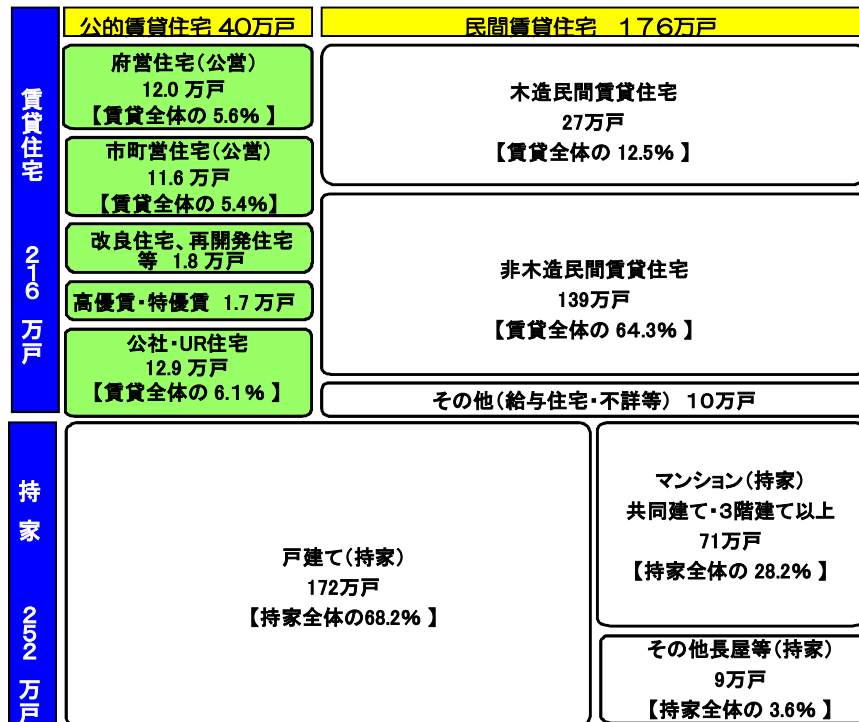 公的賃貸住宅 40万戸
民間賃貸住宅 176万戸
賃貸住宅 216 万戸
府営住宅(公営)
12.0 万戸
【賃貸全体の 5.6% 】
市町営住宅(公営)
11.6 万戸
【賃貸全体の 5.4%】
改良住宅、再開発住宅
等 1.8 万戸
高優賃・特優賃 1.7 万戸
公社・UR住宅
12.9 万戸
【賃貸全体の 6.1% 】
木造民間賃貸住宅
27万戸
【賃貸全体の 12.5% 】
非木造民間賃貸住宅
139万戸
【賃貸全体の 64.3% 】
その他(給与住宅・不詳等) 10万戸
持家 252 万戸
戸建て(持家)
172万戸
【持家全体の68.2% 】
マンション(持家)
共同建て・3階建て以上
71万戸
【持家全体の 28.2% 】
その他長屋等(持家)
9万戸
【持家全体の 3.6% 】